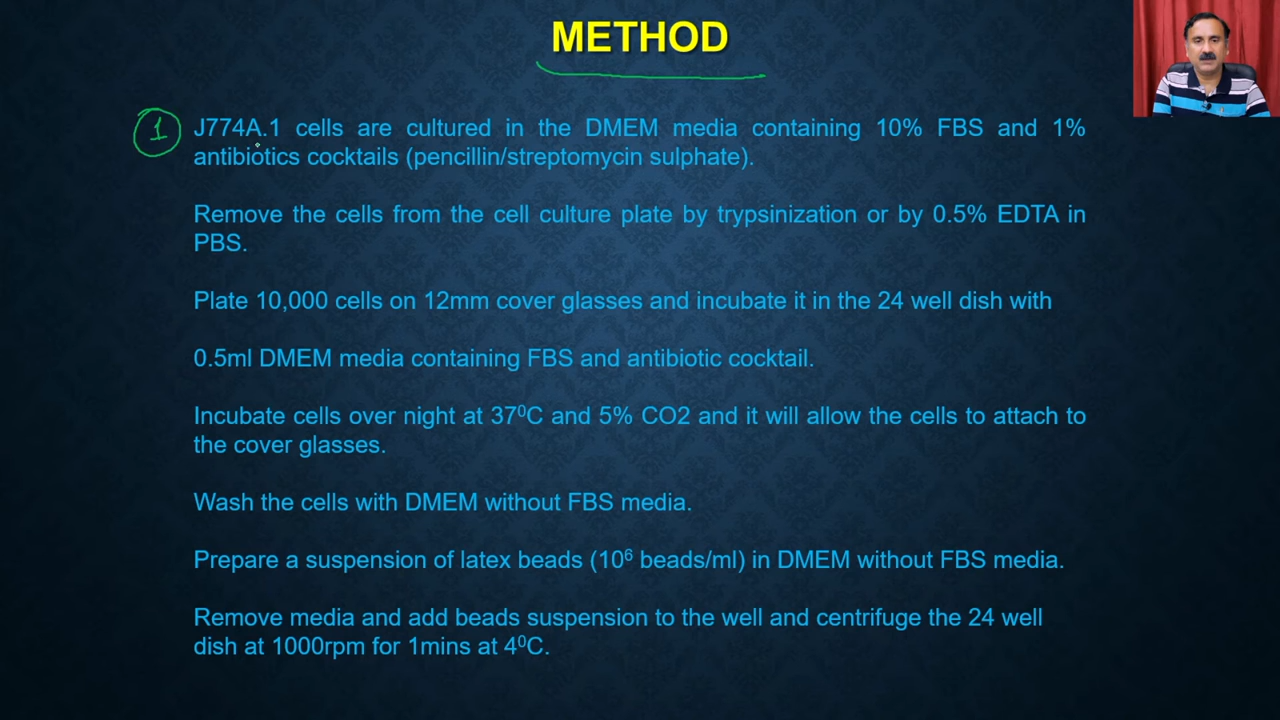 METHOD
1
J774A.1 cells are cultured in the DMEM media containing 10% FBS and 1%
antibiotics cocktails (pencillin/streptomycin sulphate).
Remove the cells from the cell culture plate by trypsinization or by 0.5% EDTA in
PBS.
Plate 10,000 cells on 12mm cover glasses and incubate it in the 24 well dish with
0.5ml DMEM media containing FBS and antibiotic cocktail.
Incubate cells over night at 37⁰C and 5% CO2 and it will allow the cells to attach to
the cover glasses.
Wash the cells with DMEM without FBS media.
Prepare a suspension of latex beads (10⁶ beads/ml) in DMEM without FBS media.
Remove media and add beads suspension to the well and centrifuge the 24 well
dish at 1000rpm for 1mins at 4⁰C.